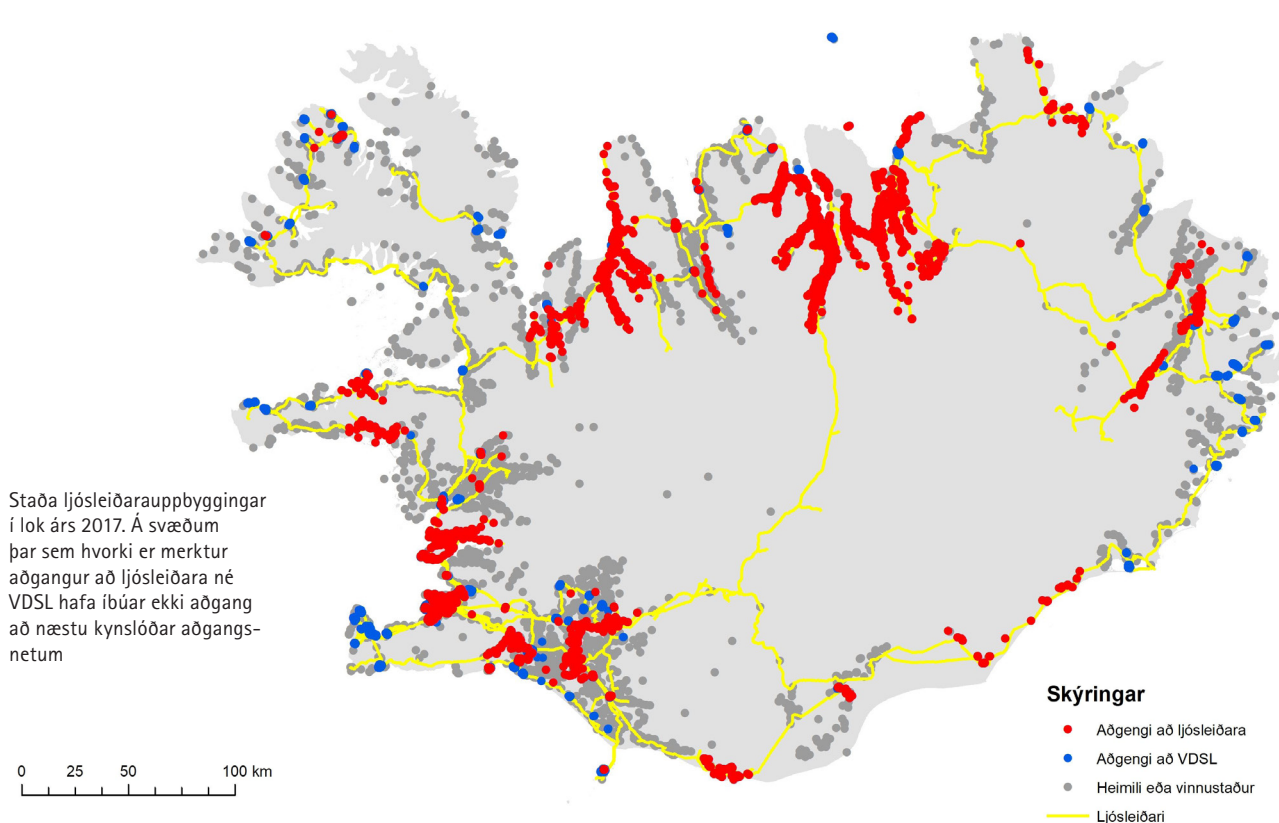 Staða ljósleiðarauppbyggingar
í lok árs 2017. Á svæðum
þar sem hvorki er merktur
aðgangur að ljósleiðara né
VDSL hafa íbúar ekki aðgang
að næstu kynslóðar aðgangs-
netum
0 25 50 100 km
Skýringar
Aðgengi að ljósleiðara
Aðgengi að VDSL
Heimili eða vinnustaður
Ljósleiðari